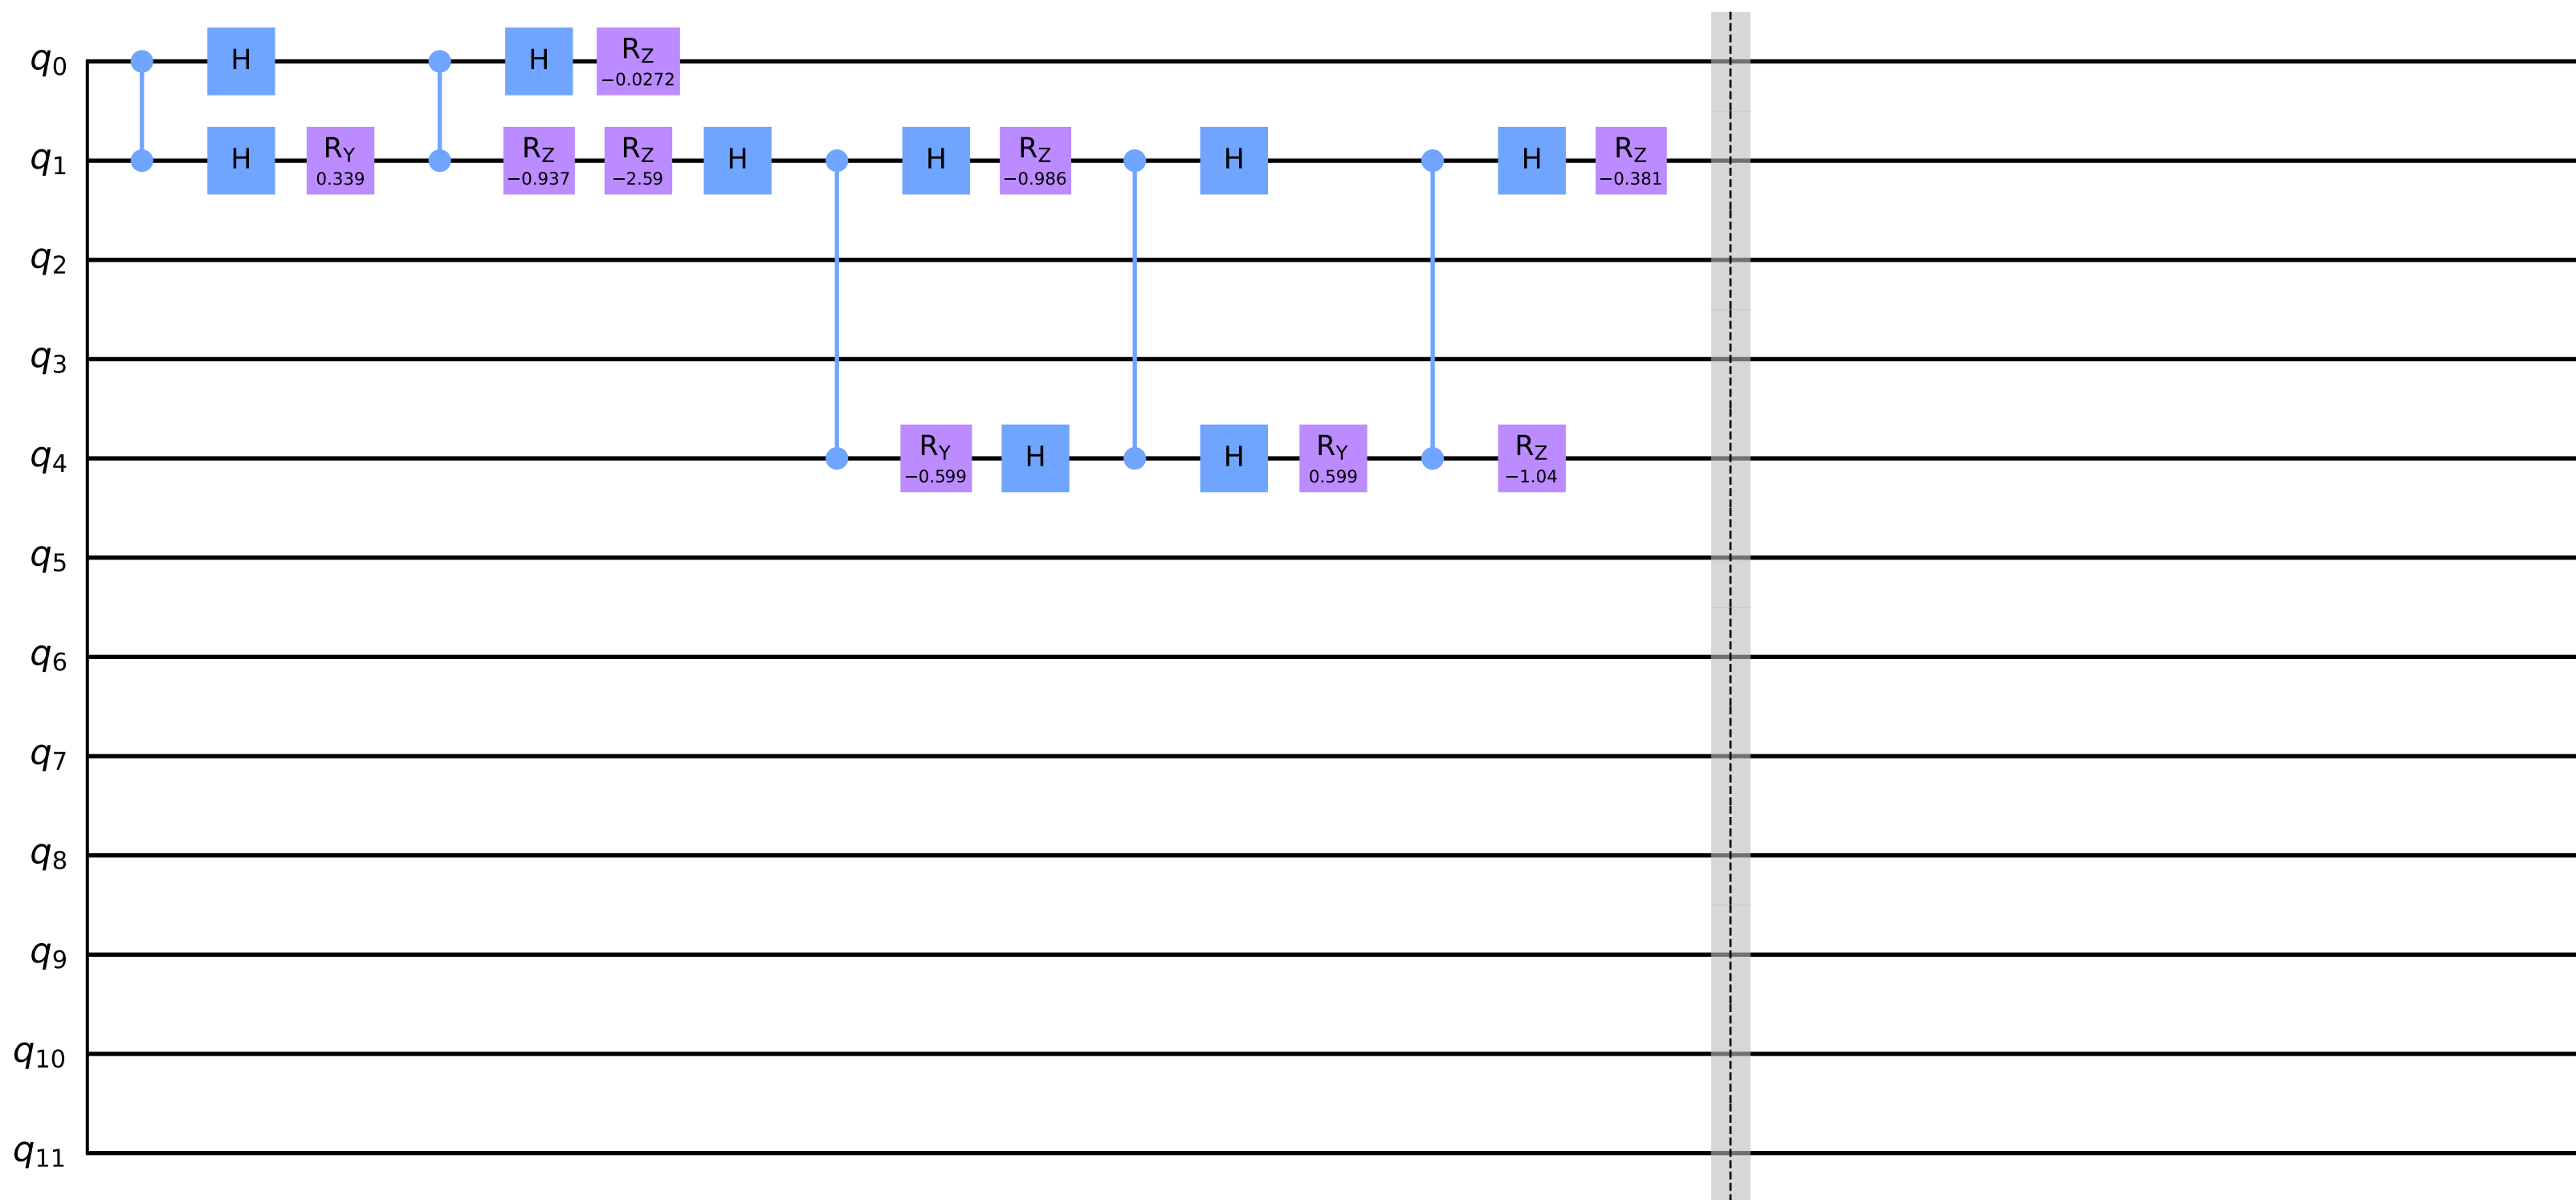 q0 H H RZ −0.0272
q1 H RY 0.339 RZ −0.937 RZ −2.59 H H RZ −0.986 H H RZ −0.381
q2
q3
q4 RY −0.599 H H RY 0.599 RZ −1.04
q5
q6
q7
q8
q9
q10
q11